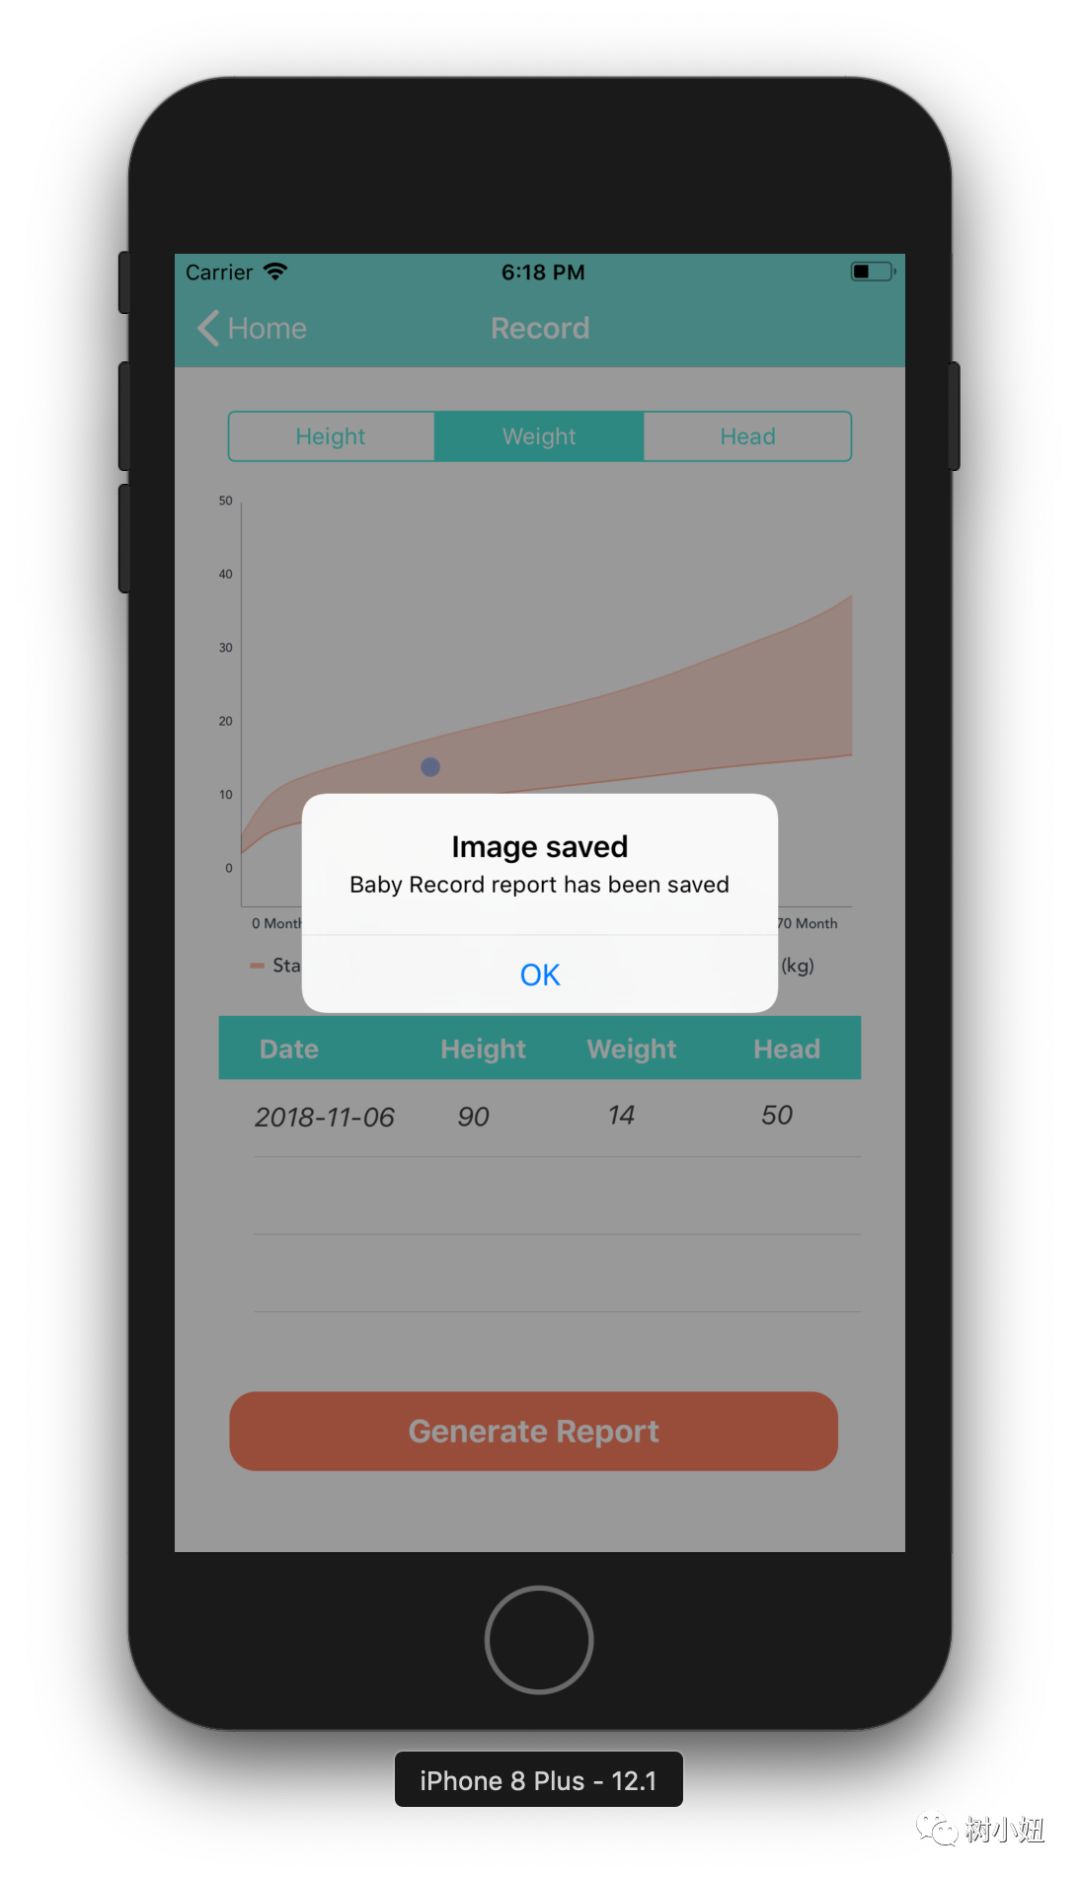 Carrier 6:18 PM
Home Record
Height Weight Head
50
40
30
20
10
0
Image saved
Baby Record report has been saved
OK
0 Month 70 Month
Sta (kg)
Date Height Weight Head
2018-11-06 90 14 50
Generate Report
iPhone 8 Plus - 12.1
树小妞